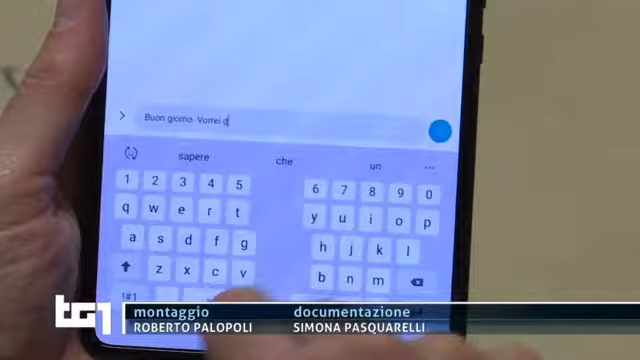 Buon giorno. Vorrei q
sapere che un ...
1 2 3 4 5 6 7 8 9 0
q w e r t y u i o p
a s d f g h j k l
z x c v b n m
!#1
TG1
montaggio documentazione
ROBERTO PALOPOLI SIMONA PASQUARELLI